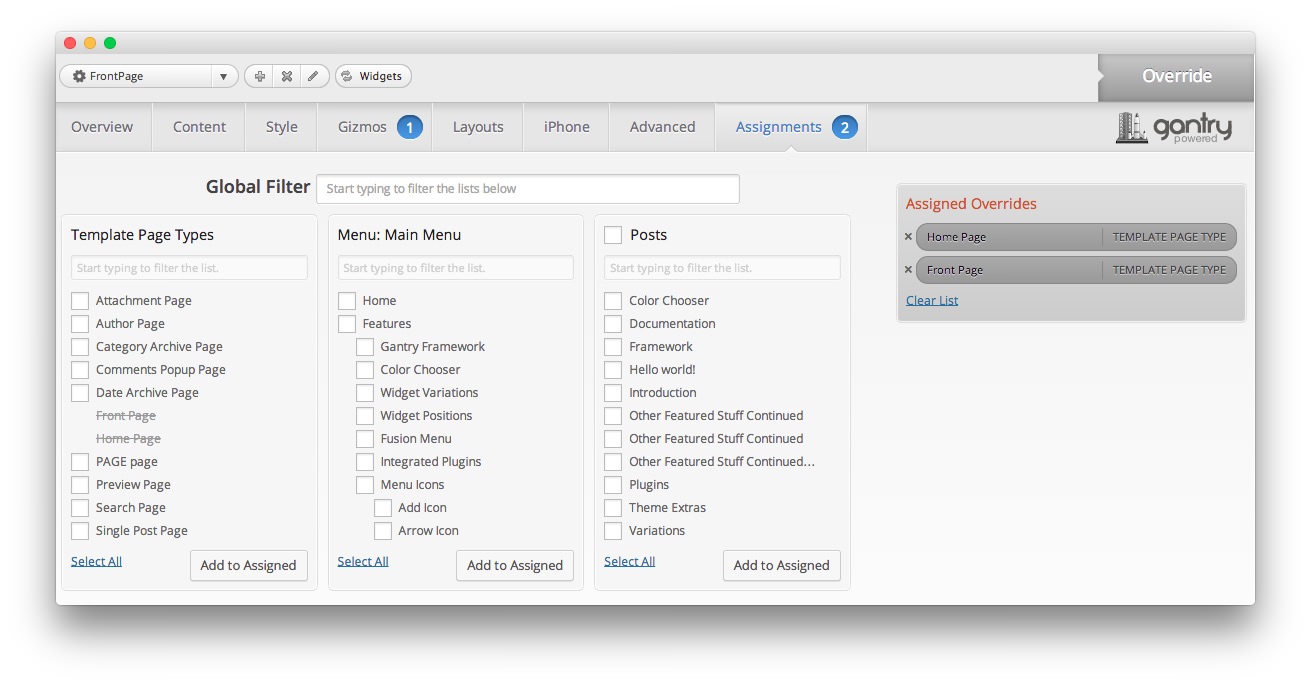 FrontPage
Widgets
Override
Overview
Content
Style
Gizmos 1
Layouts
iPhone
Advanced
Assignments 2
gantry
powered
Global Filter
Start typing to filter the lists below
Template Page Types
Start typing to filter the list.
Attachment Page
Author Page
Category Archive Page
Comments Popup Page
Date Archive Page
Front Page
Home Page
PAGE page
Preview Page
Search Page
Single Post Page
Select All
Add to Assigned
Menu: Main Menu
Start typing to filter the list.
Home
Features
Gantry Framework
Color Chooser
Widget Variations
Widget Positions
Fusion Menu
Integrated Plugins
Menu Icons
Add Icon
Arrow Icon
Select All
Add to Assigned
Posts
Start typing to filter the list.
Color Chooser
Documentation
Framework
Hello world!
Introduction
Other Featured Stuff Continued
Other Featured Stuff Continued
Other Featured Stuff Continued...
Plugins
Theme Extras
Variations
Select All
Add to Assigned
Assigned Overrides
Home Page TEMPLATE PAGE TYPE
Front Page TEMPLATE PAGE TYPE
Clear List